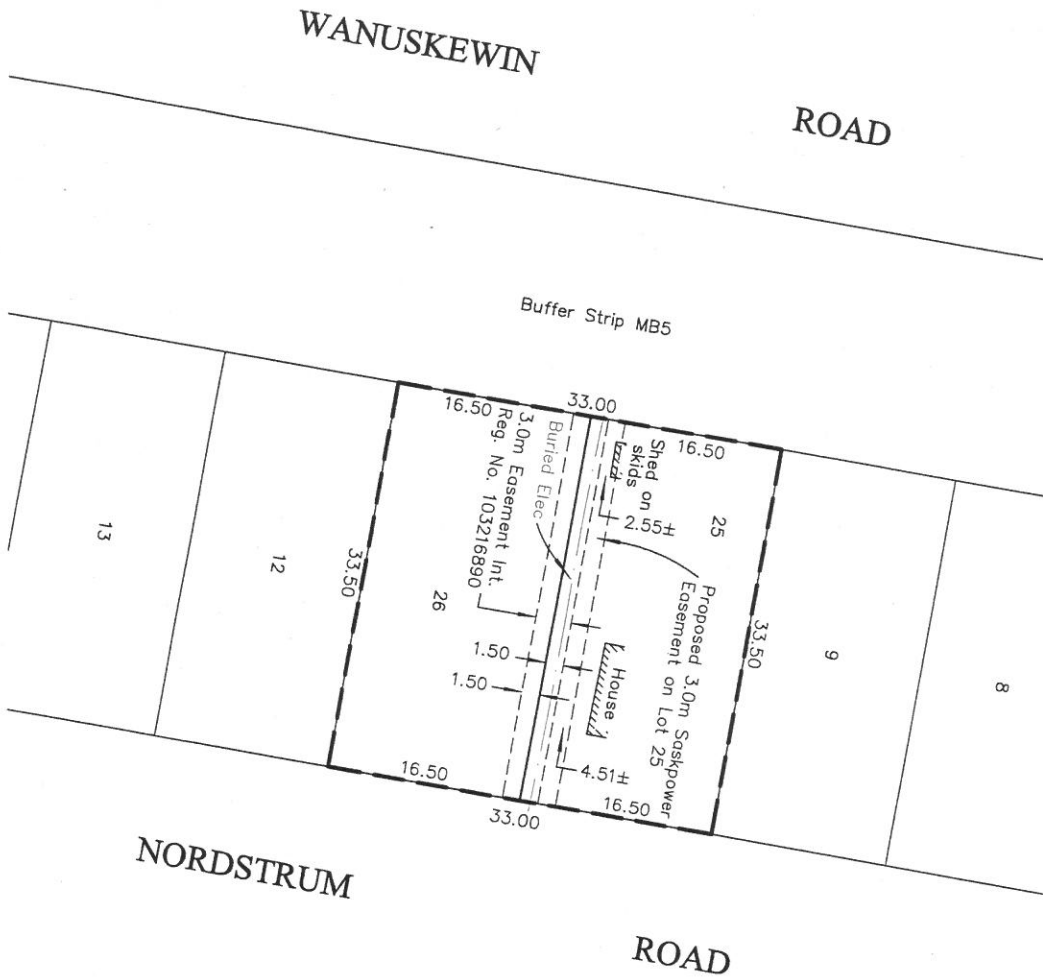 WANUSKEWIN
ROAD
Buffer Strip MB5
33.00
16.50
16.50
Shed on
skids
2.55±
25
Proposed 3.0m Saskpower
Easement on Lot 25
Buried Elec
3.0m Easement Int.
Reg. No. 103216890
13
12
33.50
26
33.50
9
8
House
1.50
1.50
4.51±
16.50
16.50
33.00
NORDSTRUM
ROAD